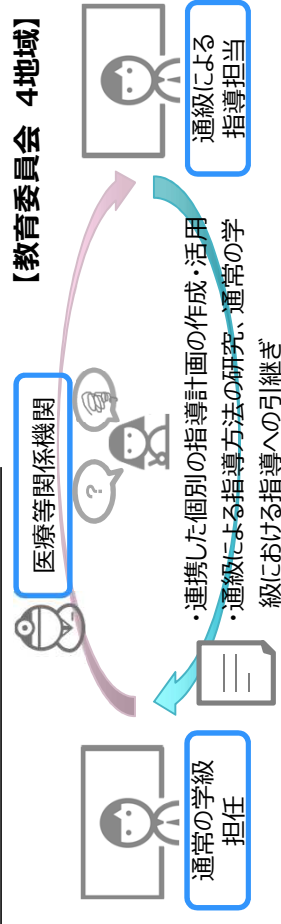 【教育委員会 4地域】
医療等関係機関
?
通常の学級
担任
通級による
指導担当
・連携した個別の指導計画の作成・活用
・通級による指導方法の研究、通常の学
級における指導への引継ぎ